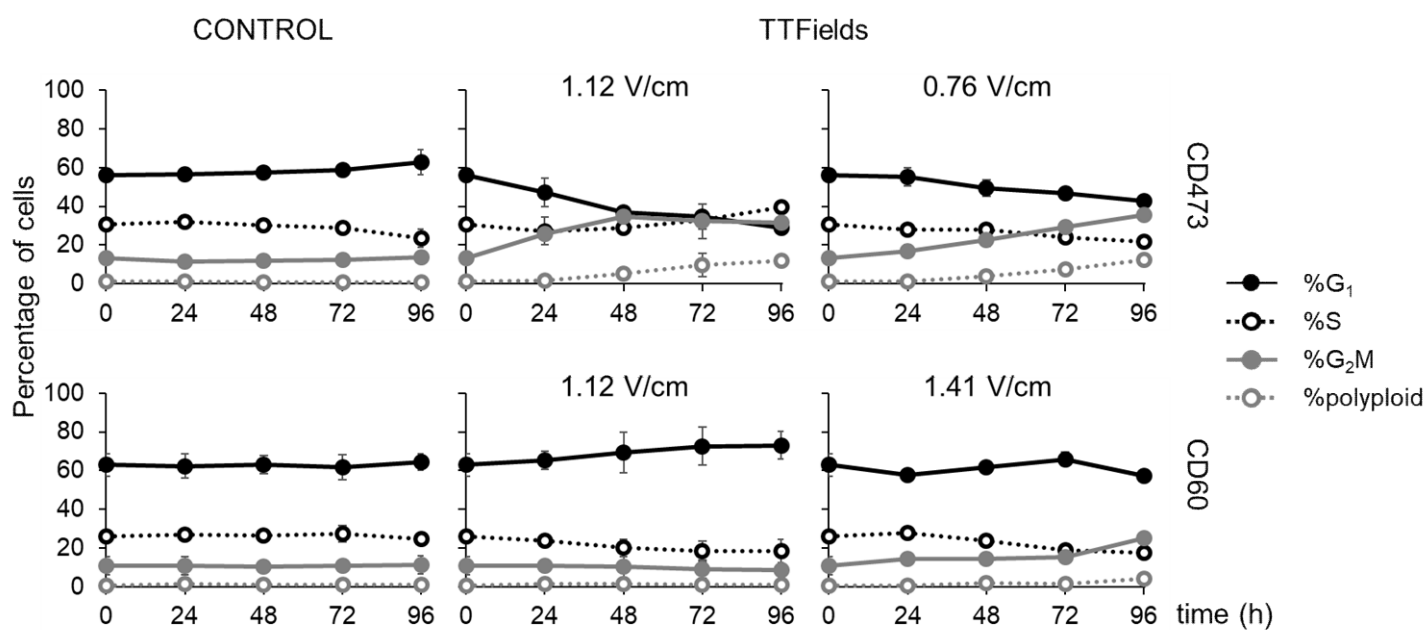 CONTROL TTFields
1.12 V/cm 0.76 V/cm
Percentage of cells
100
80
60
40
20
0
0 24 48 72 96 0 24 48 72 96 0 24 48 72 96
CD473
%G₁
%S
%G₂M
%polyploid
1.12 V/cm 1.41 V/cm
100
80
60
40
20
0
0 24 48 72 96 0 24 48 72 96 0 24 48 72 96 time (h)
CD60